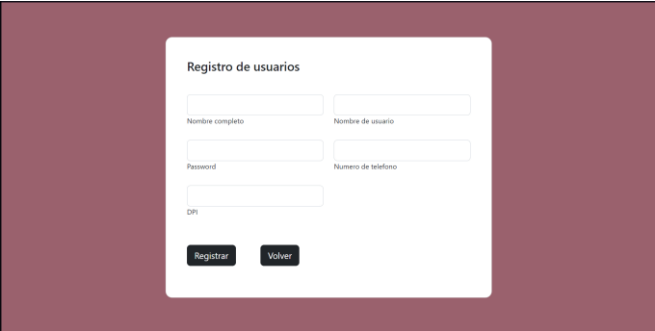 Registro de usuarios
Nombre completo Nombre de usuario
Password Numero de telefono
DPI
Registrar Volver